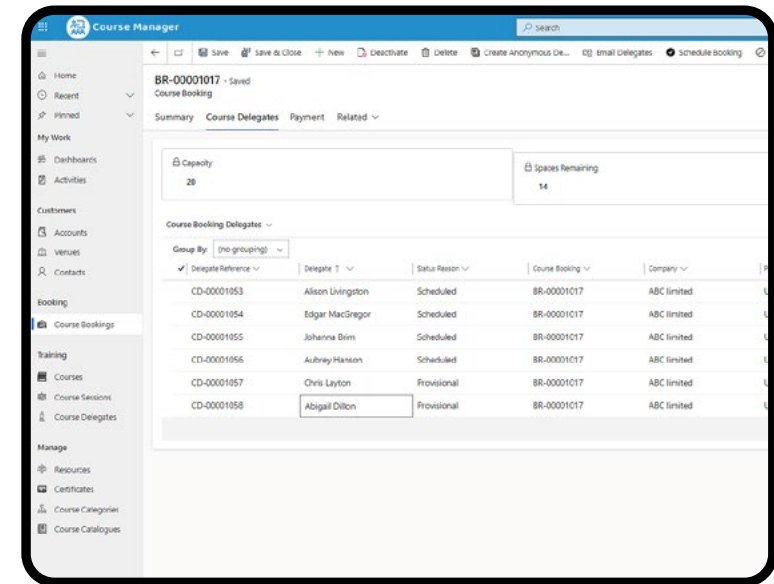 Course Manager
Search
Save Save & Close New Deactivate Delete Create Anonymous De... Email Delegates Schedule Booking
Home
Recent
Pinned
My Work
Dashboards
Activities
Customers
Accounts
Venues
Contacts
Booking
Course Bookings
Training
Courses
Course Sessions
Course Delegates
Manage
Resources
Certificates
Course Categories
Course Catalogues
BR-00001017 - Saved
Course Booking
Summary Course Delegates Payment Related
Capacity
20
Spaces Remaining
14
Course Booking Delegates
Group By: (no grouping)
Delegate Reference Delegate ↑ Status Reason Course Booking Company P
CD-00001053 Alison Livingston Scheduled BR-00001017 ABC limited U
CD-00001054 Edgar MacGregor Scheduled BR-00001017 ABC limited U
CD-00001055 Johanna Brim Scheduled BR-00001017 ABC limited U
CD-00001056 Aubrey Hanson Scheduled BR-00001017 ABC limited U
CD-00001057 Chris Layton Provisional BR-00001017 ABC limited U
CD-00001058 Abigail Dillon Provisional BR-00001017 ABC limited U